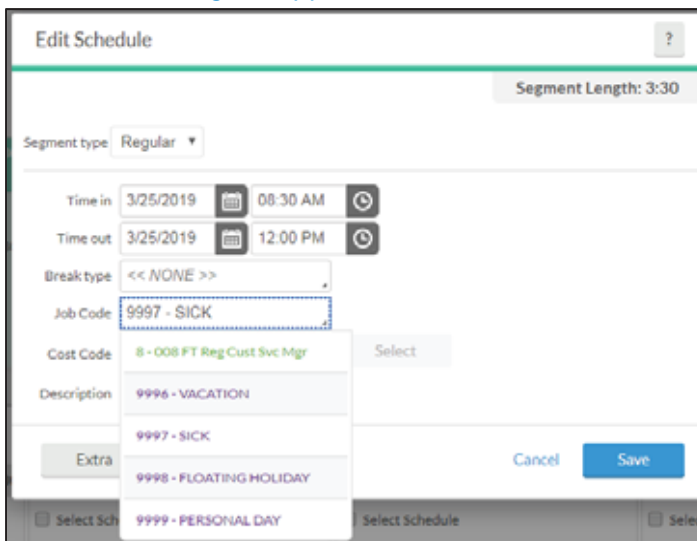 Edit Schedule ?
Segment Length: 3:30
Segment type Regular
Time in 3/25/2019 08:30 AM
Time out 3/25/2019 12:00 PM
Break type << NONE >>
Job Code 9997 - SICK
Cost Code 8 - 008 FT Reg Cust Svc Mgr Select
Description 9996 - VACATION
9997 - SICK
Extra 9998 - FLOATING HOLIDAY Cancel Save
9999 - PERSONAL DAY
Select Sch Select Schedule Sele